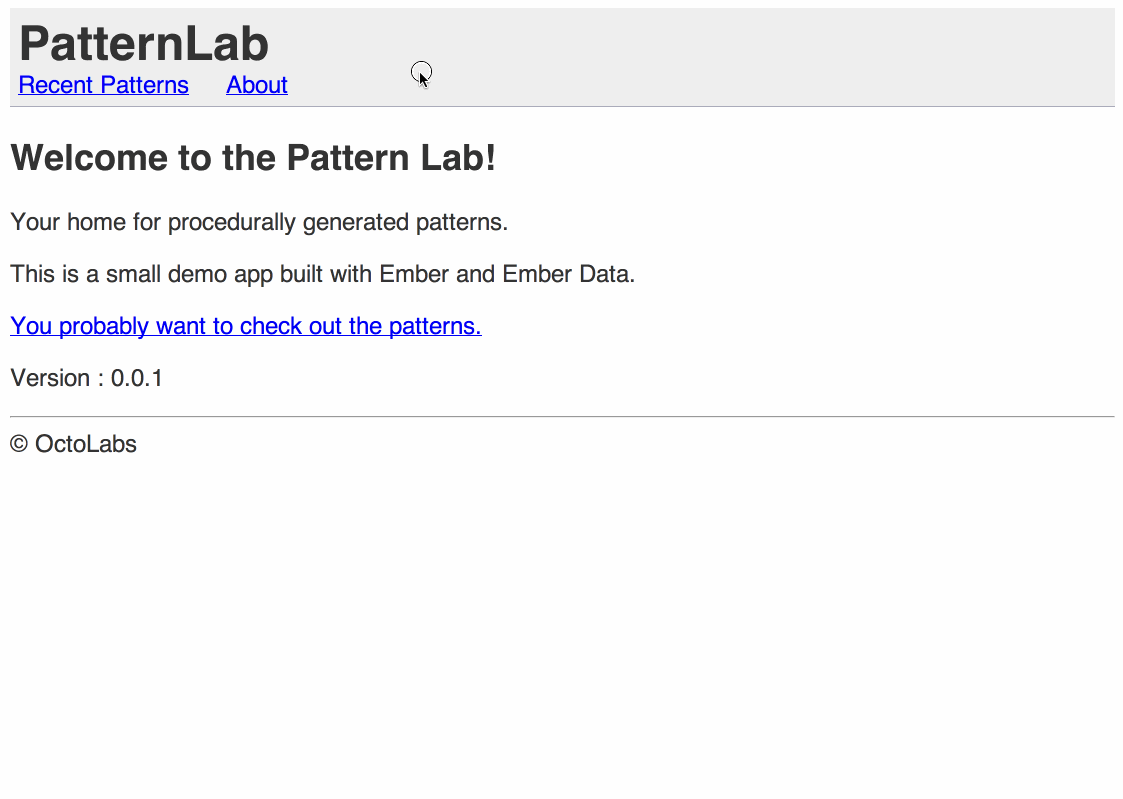 PatternLab
Recent Patterns About
Welcome to the Pattern Lab!
Your home for procedurally generated patterns.
This is a small demo app built with Ember and Ember Data.
You probably want to check out the patterns.
Version : 0.0.1
© OctoLabs